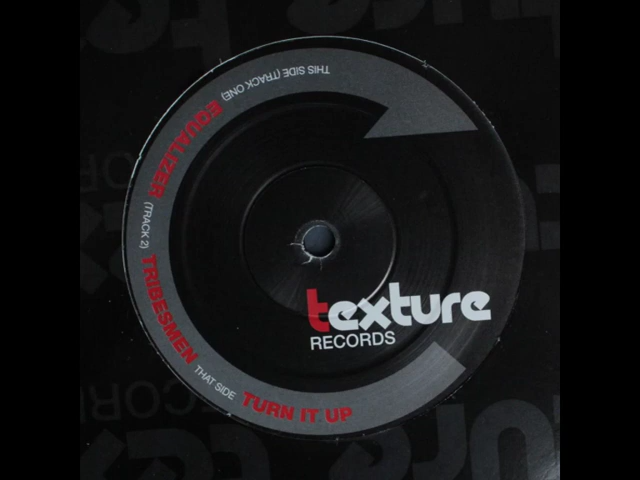 THIS SIDE (TRACK ONE) EQUALIZER (TRACK 2) TRIBESMEN THAT SIDE TURN IT UP
texture
RECORDS